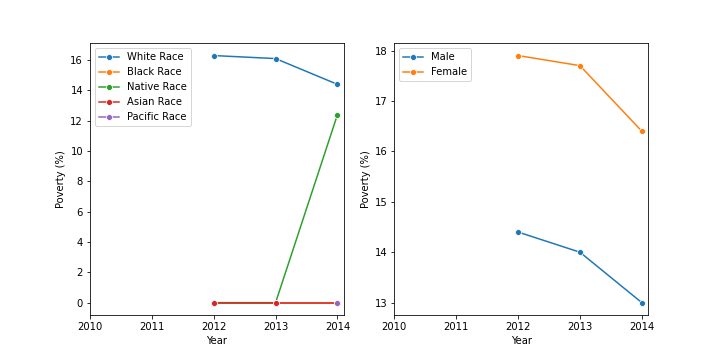 White Race
Black Race
Native Race
Asian Race
Pacific Race
16
14
12
10
8
6
4
2
0
Poverty (%)
2010 2011 2012 2013 2014
Year
Male
Female
18
17
16
15
14
13
Poverty (%)
2010 2011 2012 2013 2014
Year